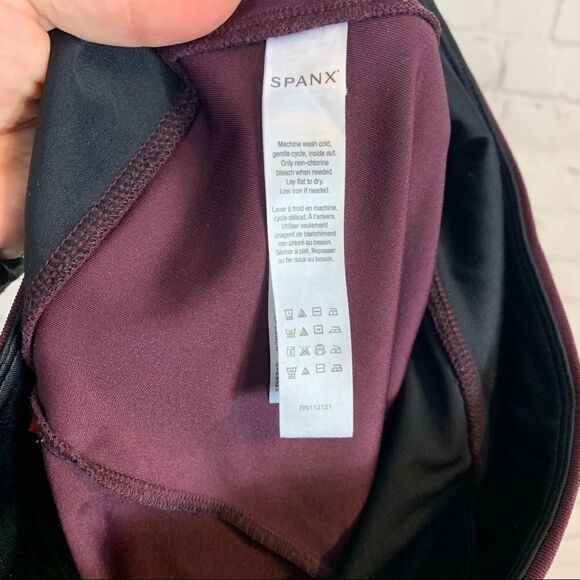 SPANX
Machine wash cold,
gentle cycle, inside out.
Only non-chlorine
bleach when needed.
Lay flat to dry.
Low iron if needed.
Laver à froid en machine,
cycle délicat. À l'envers.
Utiliser seulement
unagent de blanchiment
non chloré au besoin.
Sécher à plat. Repasser
au fer doux au besoin.
RN112121